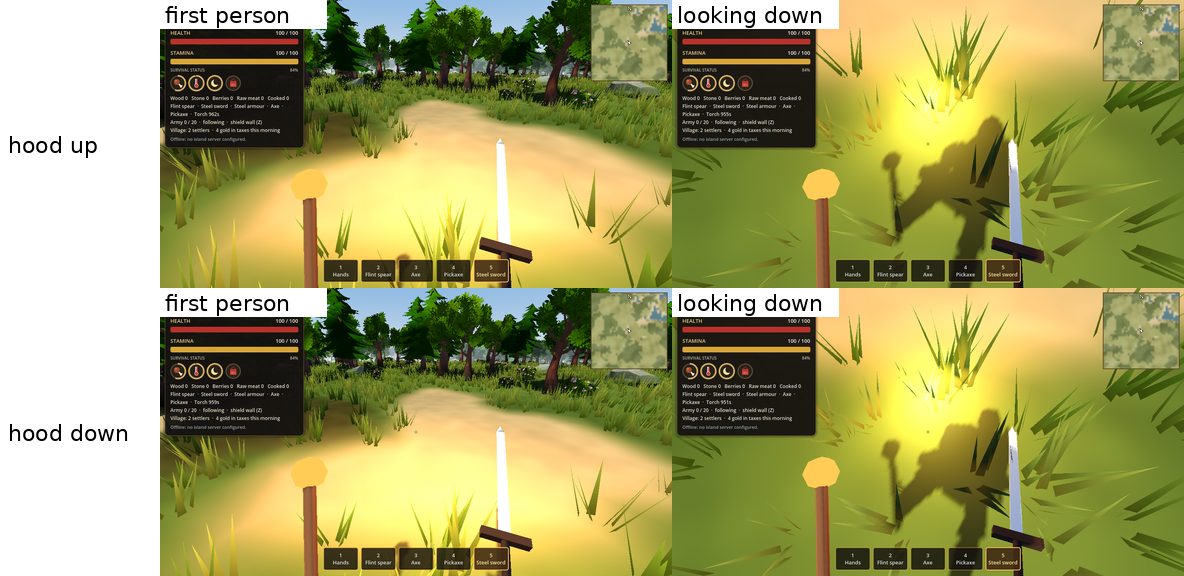 first person
looking down
HEALTH 100 / 100
STAMINA 100 / 100
SURVIVAL STATUS 84%
Wood 0 Stone 0 Berries 0 Raw meat 0 Cooked 0
Flint spear · Steel sword · Steel armour · Axe ·
Pickaxe · Torch 962s
Army 0 / 20 · following · shield wall (Z)
Village: 2 settlers · 4 gold in taxes this morning
Offline: no island server configured.
HEALTH 100 / 100
STAMINA 100 / 100
SURVIVAL STATUS 84%
Wood 0 Stone 0 Berries 0 Raw meat 0 Cooked 0
Flint spear · Steel sword · Steel armour · Axe ·
Pickaxe · Torch 955s
Army 0 / 20 · following · shield wall (Z)
Village: 2 settlers · 4 gold in taxes this morning
Offline: no island server configured.
hood up
1 2 3 4 5
Hands Flint spear Axe Pickaxe Steel sword
1 2 3 4 5
Hands Flint spear Axe Pickaxe Steel sword
first person
looking down
HEALTH 100 / 100
STAMINA 100 / 100
SURVIVAL STATUS 84%
Wood 0 Stone 0 Berries 0 Raw meat 0 Cooked 0
Flint spear · Steel sword · Steel armour · Axe ·
Pickaxe · Torch 959s
Army 0 / 20 · following · shield wall (Z)
Village: 2 settlers · 4 gold in taxes this morning
Offline: no island server configured.
HEALTH 100 / 100
STAMINA 100 / 100
SURVIVAL STATUS 84%
Wood 0 Stone 0 Berries 0 Raw meat 0 Cooked 0
Flint spear · Steel sword · Steel armour · Axe ·
Pickaxe · Torch 951s
Army 0 / 20 · following · shield wall (Z)
Village: 2 settlers · 4 gold in taxes this morning
Offline: no island server configured.
hood down
1 2 3 4 5
Hands Flint spear Axe Pickaxe Steel sword
1 2 3 4 5
Hands Flint spear Axe Pickaxe Steel sword